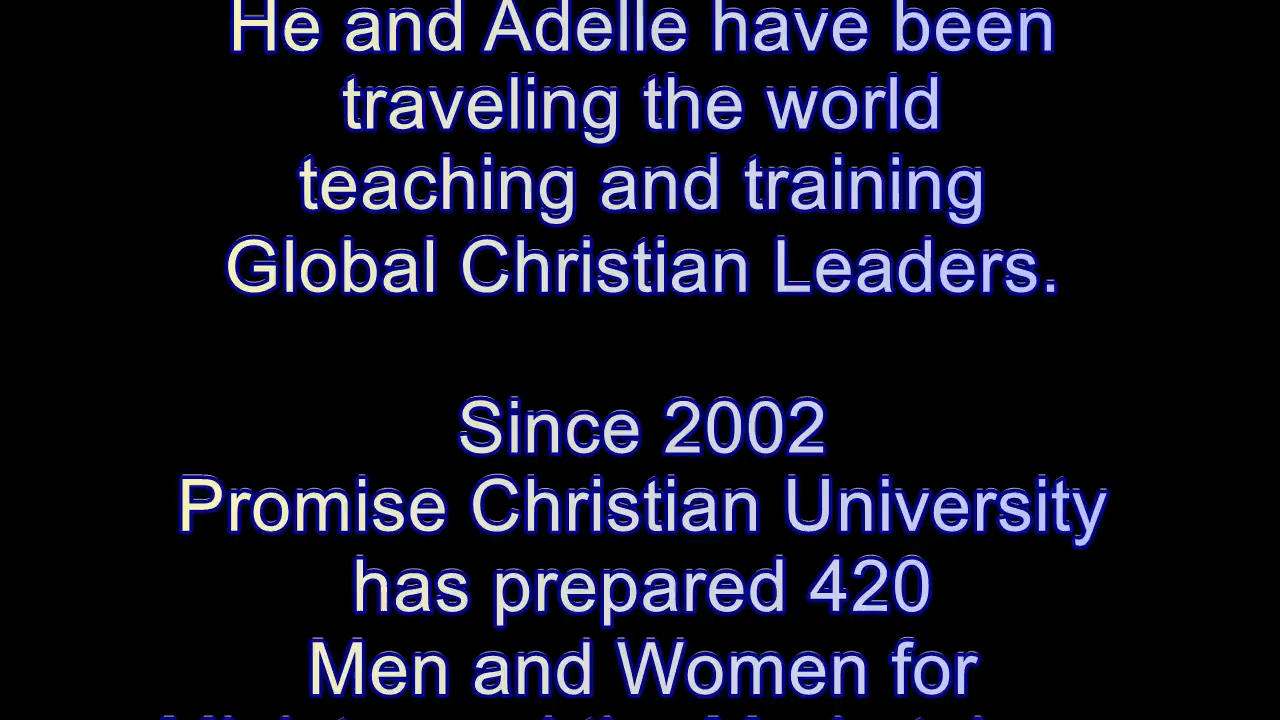 He and Adelle have been
traveling the world
teaching and training
Global Christian Leaders.
Since 2002
Promise Christian University
has prepared 420
Men and Women for